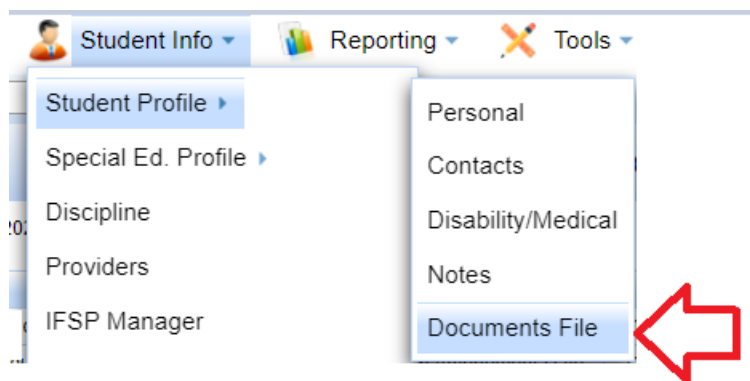 Student Info Reporting Tools
Student Profile
Special Ed. Profile
Discipline
Providers
IFSP Manager
Personal
Contacts
Disability/Medical
Notes
Documents File